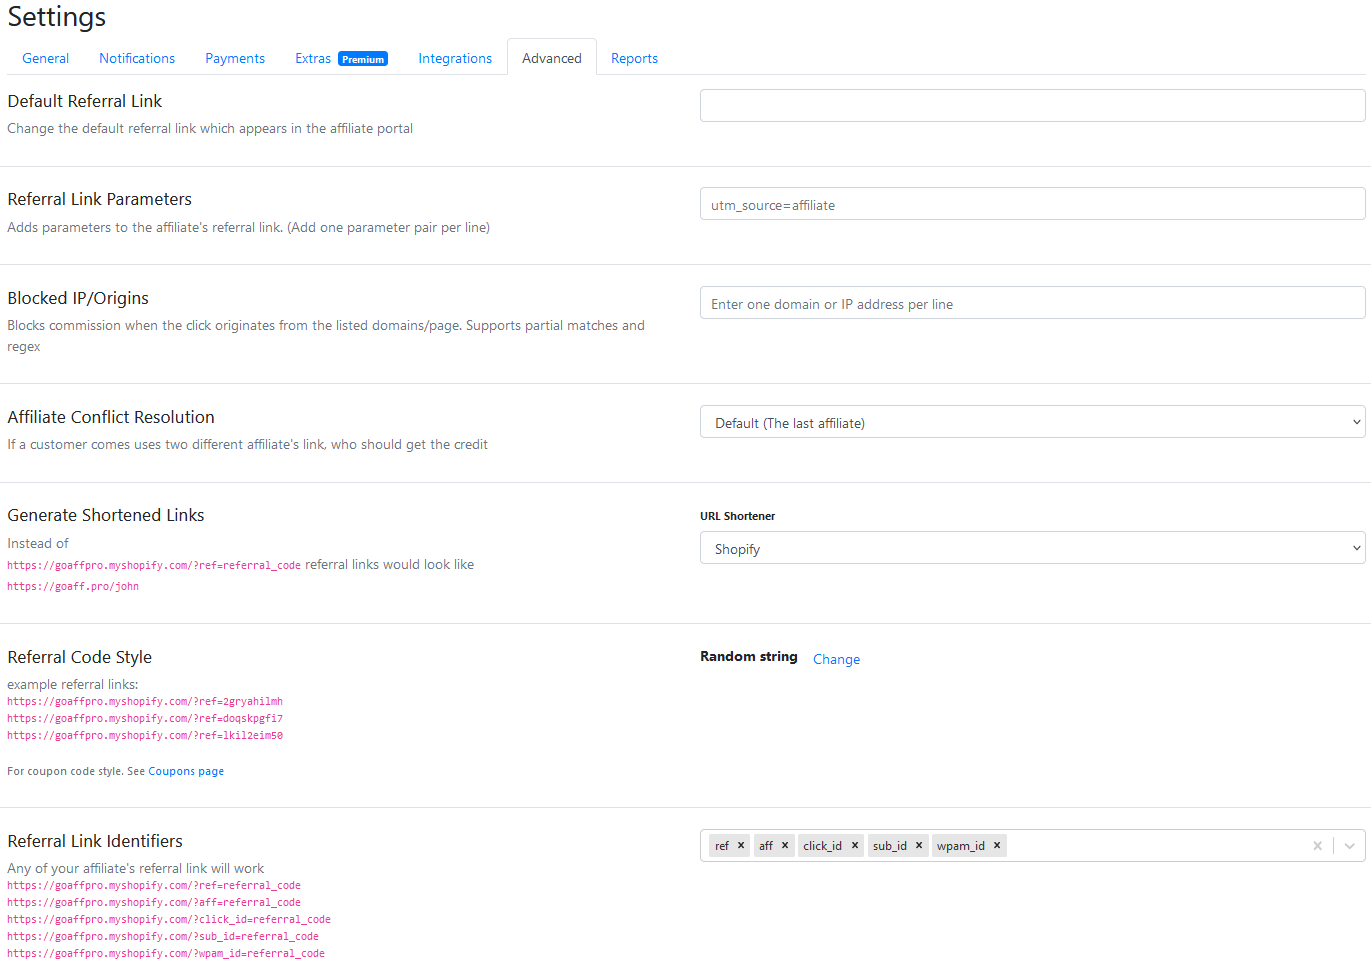 Settings
General Notifications Payments Extras Premium Integrations Advanced Reports
Default Referral Link
Change the default referral link which appears in the affiliate portal
Referral Link Parameters
Adds parameters to the affiliate's referral link. (Add one parameter pair per line)
utm_source=affiliate
Blocked IP/Origins
Blocks commission when the click originates from the listed domains/page. Supports partial matches and
regex
Enter one domain or IP address per line
Affiliate Conflict Resolution
If a customer comes uses two different affiliate's link, who should get the credit
Default (The last affiliate)
Generate Shortened Links
Instead of
https://goaffpro.myshopify.com/?ref=referral_code referral links would look like
https://goaff.pro/john
URL Shortener
Shopify
Referral Code Style
example referral links:
https://goaffpro.myshopify.com/?ref=2gryahilmh
https://goaffpro.myshopify.com/?ref=doqskpgfi7
https://goaffpro.myshopify.com/?ref=lkil2eim50
For coupon code style. See Coupons page
Random string Change
Referral Link Identifiers
Any of your affiliate's referral link will work
https://goaffpro.myshopify.com/?ref=referral_code
https://goaffpro.myshopify.com/?aff=referral_code
https://goaffpro.myshopify.com/?click_id=referral_code
https://goaffpro.myshopify.com/?sub_id=referral_code
https://goaffpro.myshopify.com/?wpam_id=referral_code
ref × aff × click_id × sub_id × wpam_id ×